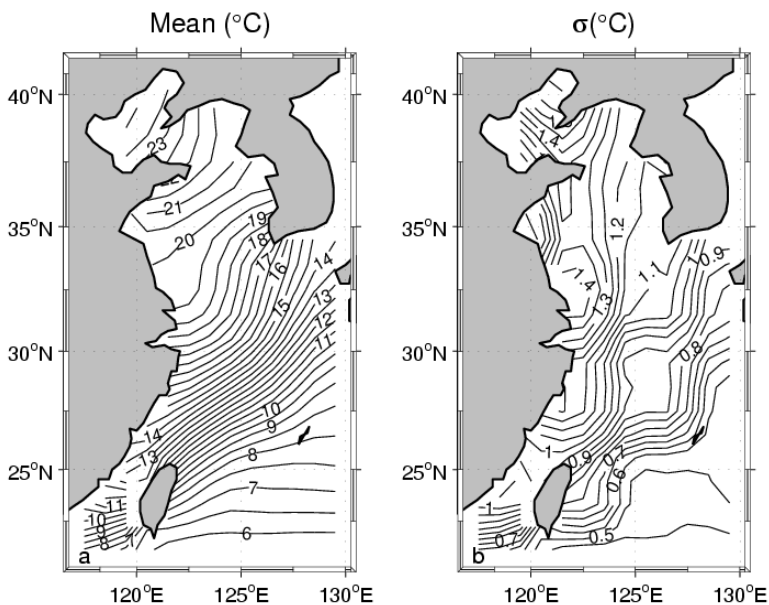 Mean (°C)
σ(°C)
40°N
35°N
30°N
25°N
120°E
125°E
130°E
23
21
20
19
18
17
16
15
14
13
12
11
10
9
8
7
6
14
13
11
10
9
8
a
40°N
35°N
30°N
25°N
120°E
125°E
130°E
1.4
1.2
1.1
1
0.9
1.4
1.3
0.8
1
0.9
0.7
0.6
1
0.7
0.5
b